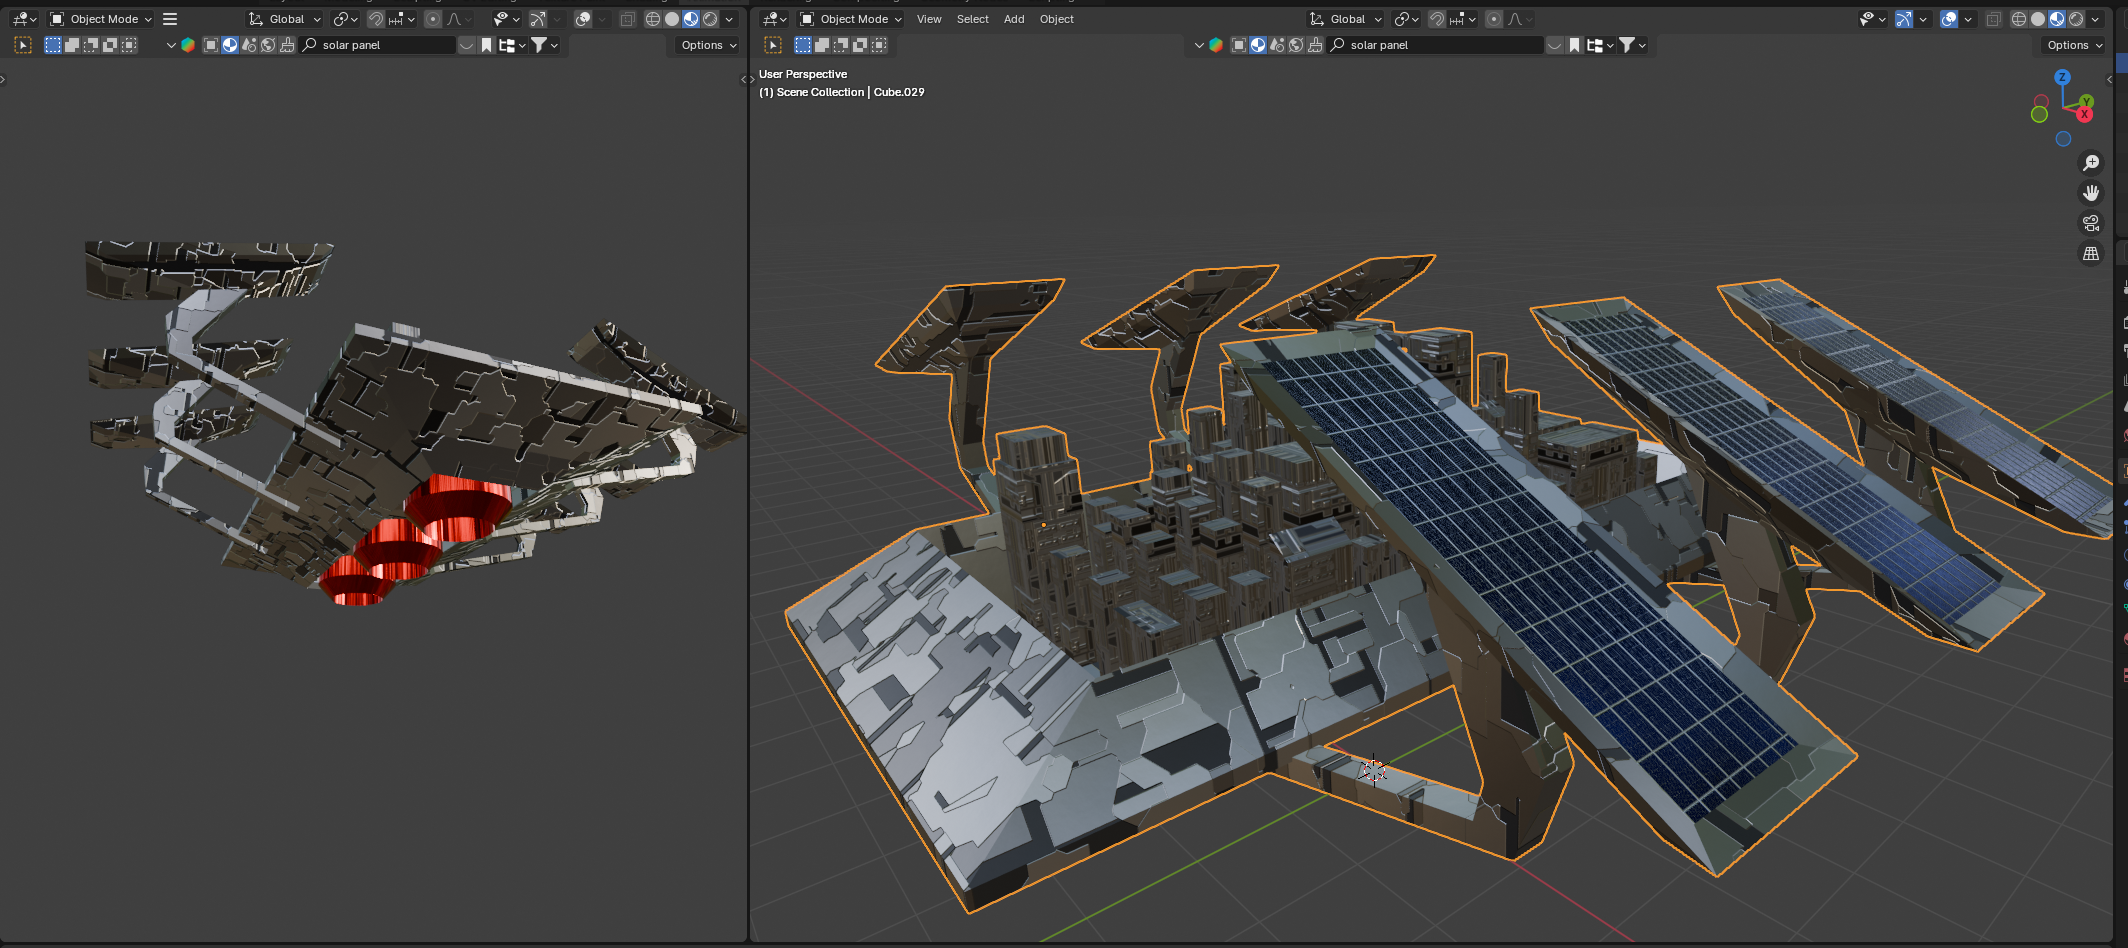 Object Mode
Global
solar panel
Options
Object Mode
View
Select
Add
Object
Global
solar panel
Options
User Perspective
(1) Scene Collection | Cube.029
Z
Y
X